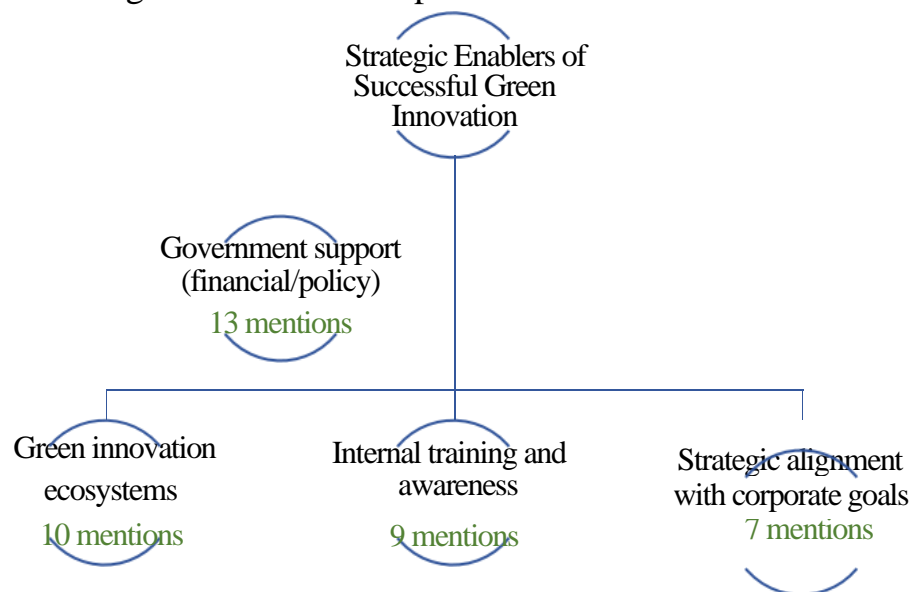 Strategic Enablers of
Successful Green
Innovation
Government support
(financial/policy)
13 mentions
Green innovation
ecosystems
10 mentions
Internal training and
awareness
9 mentions
Strategic alignment
with corporate goals
7 mentions